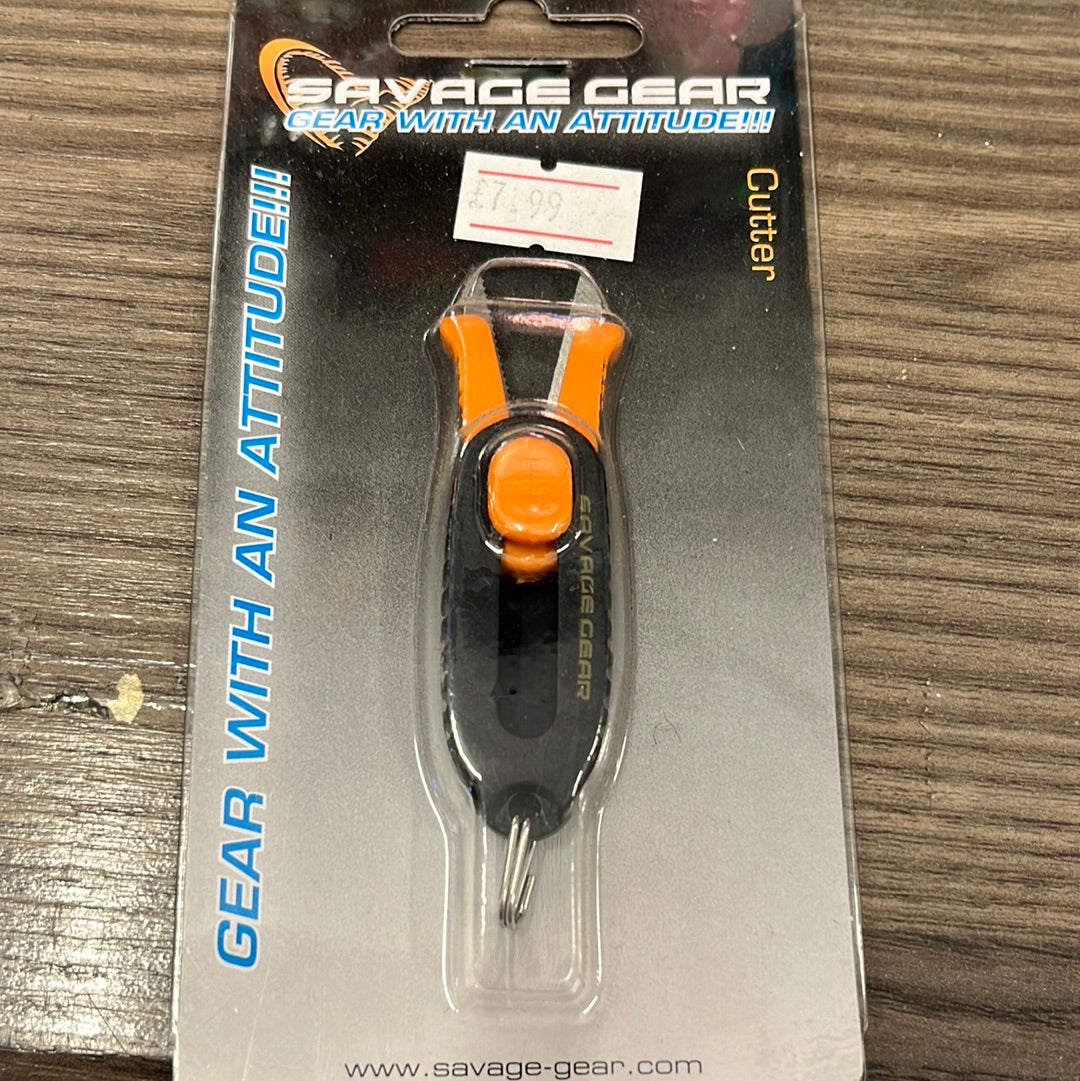 SAVAGE GEAR
GEAR WITH AN ATTITUDE!!!
£7.99
Cutter
GEAR WITH AN ATTITUDE!!!
SAVAGE GEAR
www.savage-gear.com